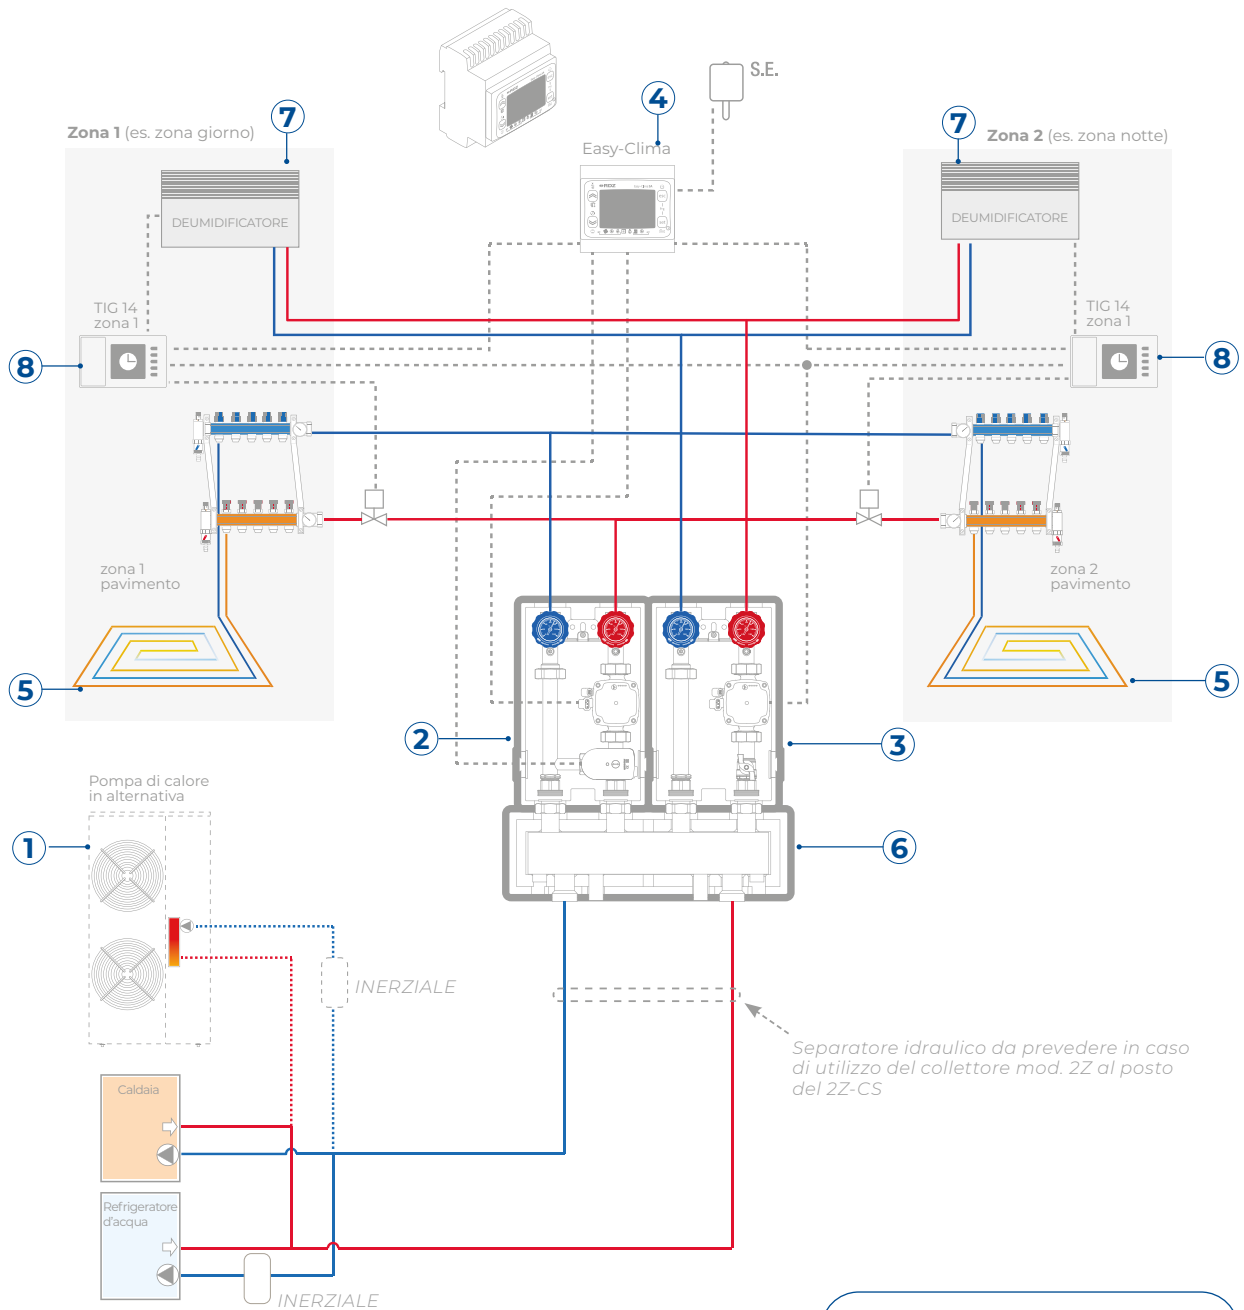 S.E.
4
7
Zona 1 (es. zona giorno)
7
Zona 2 (es. zona notte)
Easy-Clima
RDZ
DEUMIDIFICATORE
DEUMIDIFICATORE
TIG 14
zona 1
TIG 14
zona 1
8
8
zona 1
pavimento
zona 2
pavimento
5
5
2
3
Pompa di calore
in alternativa
1
6
INERZIALE
Separatore idraulico da prevedere in caso
di utilizzo del collettore mod. 2Z al posto
del 2Z-CS
Caldaia
Refrigeratore
d'acqua
INERZIALE